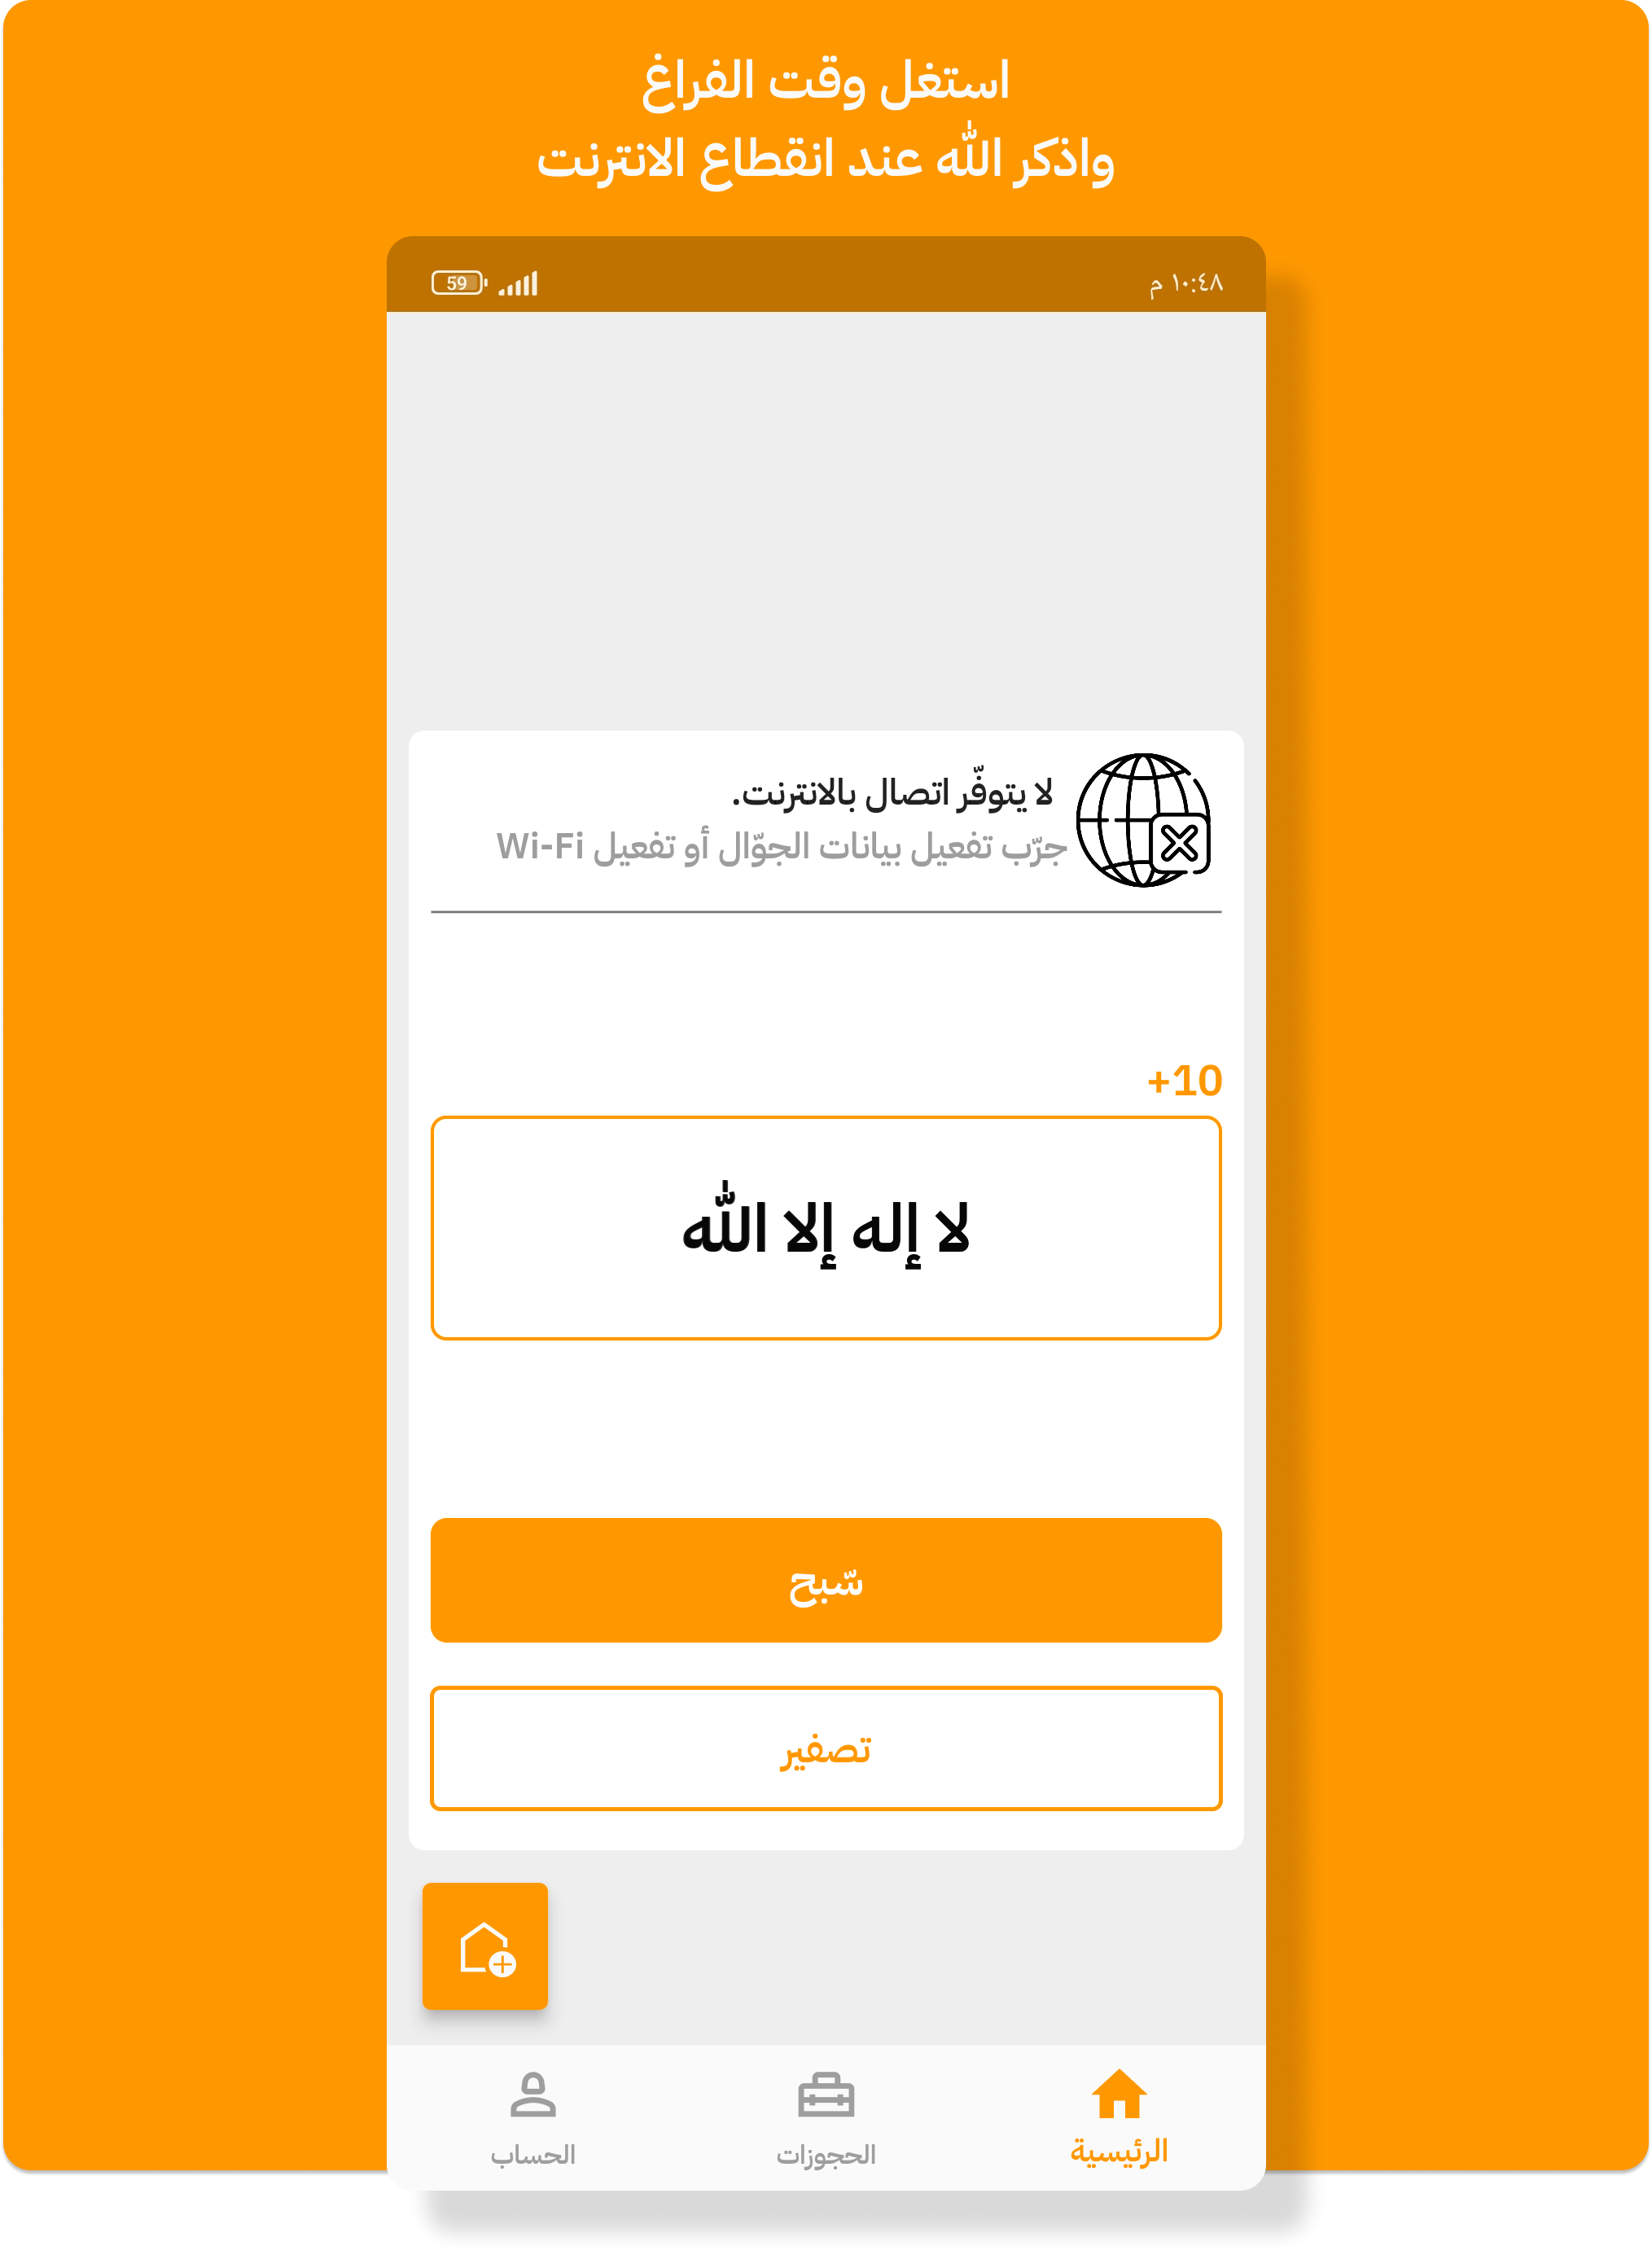 استغل وقت الفراغ
واذكر الله عند انقطاع الانترنت
١٠:٤٨ م
59
لا يتوفّر اتصال بالانترنت.
جرّب تفعيل بيانات الجوّال أو تفعيل Wi-Fi
+10
لا إله إلا الله
سّبح
تصفير
الرئيسية
الحجوزات
الحساب